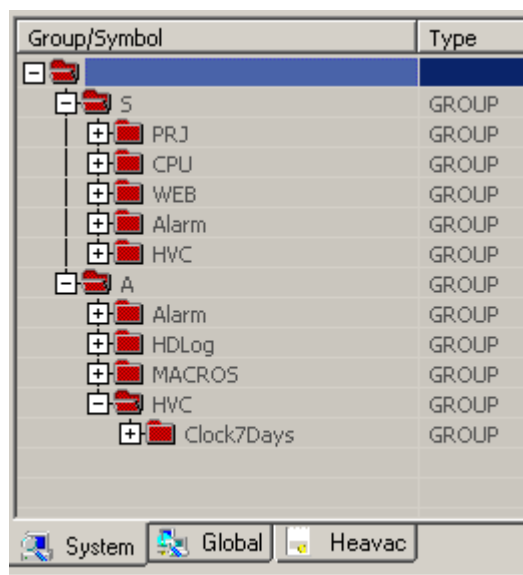 Group/Symbol Type
S GROUP
PRJ GROUP
CPU GROUP
WEB GROUP
Alarm GROUP
HVC GROUP
A GROUP
Alarm GROUP
HDLog GROUP
MACROS GROUP
HVC GROUP
Clock7Days GROUP
System Global Heavac